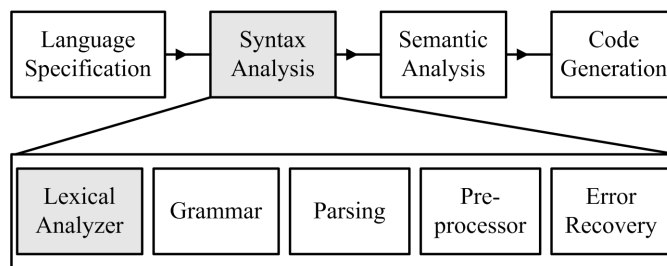 Language
Specification
Syntax
Analysis
Semantic
Analysis
Code
Generation
Lexical
Analyzer
Grammar
Parsing
Pre-
processor
Error
Recovery